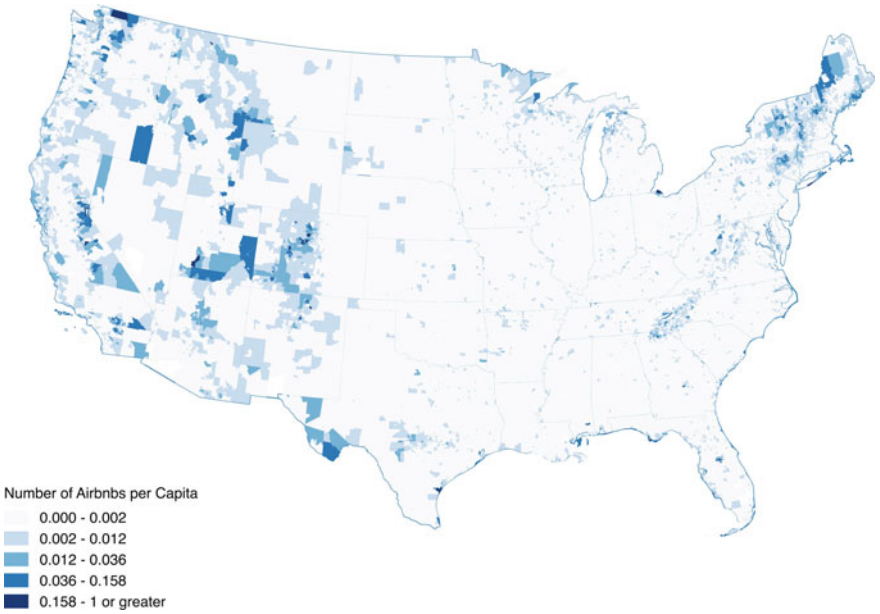 Number of Airbnbs per Capita
0.000 - 0.002
0.002 - 0.012
0.012 - 0.036
0.036 - 0.158
0.158 - 1 or greater